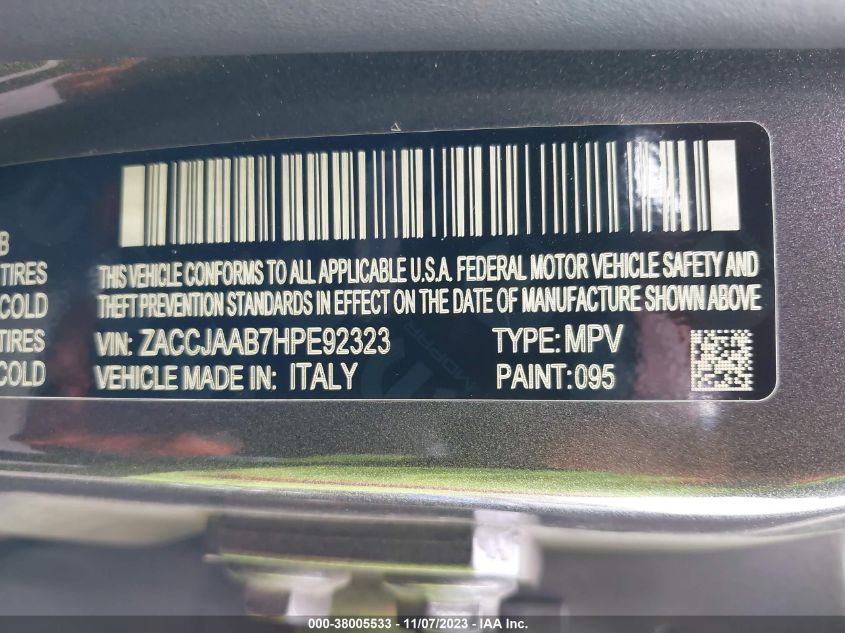 B
TIRES
COLD
TIRES
COLD
THIS VEHICLE CONFORMS TO ALL APPLICABLE U.S.A. FEDERAL MOTOR VEHICLE SAFETY AND
THEFT PREVENTION STANDARDS IN EFFECT ON THE DATE OF MANUFACTURE SHOWN ABOVE
VIN: ZACCJAAB7HPE92323 TYPE: MPV
VEHICLE MADE IN: ITALY PAINT: 095
MOPAR
000-38005533 - 11/07/2023 - IAA Inc.